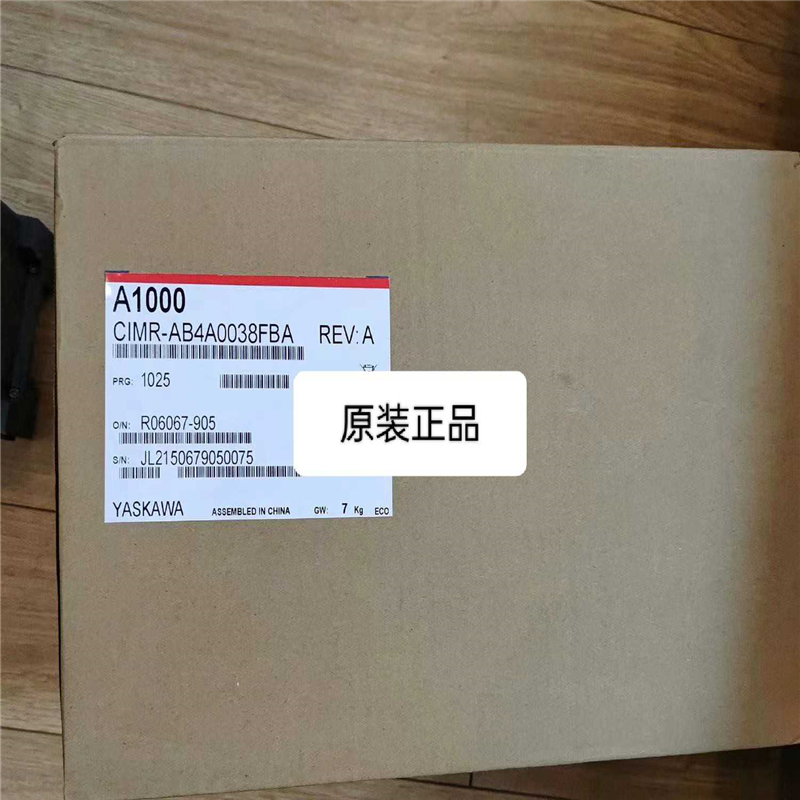 A1000
CIMR-AB4A0038FBA REV: A
PRG: 1025
原装正品
O/N: R06067-905
S/N: JL2150679050075
YASKAWA ASSEMBLED IN CHINA GW: 7 Kg ECO